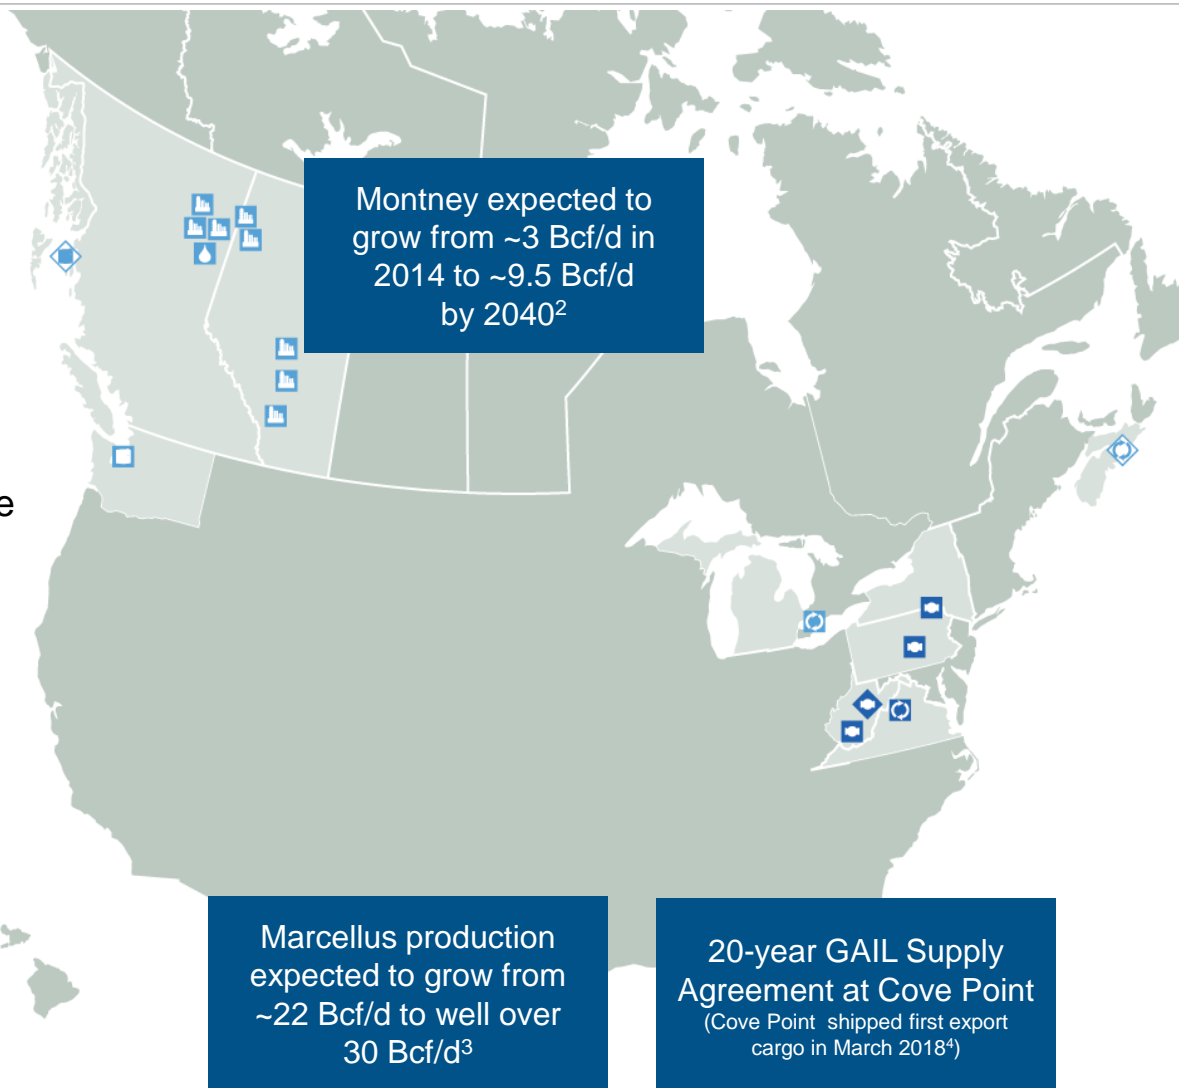 Montney expected to
grow from ~3 Bcf/d in
2014 to ~9.5 Bcf/d
by 2040²
e
Marcellus production
expected to grow from
~22 Bcf/d to well over
30 Bcf/d³
20-year GAIL Supply
Agreement at Cove Point
(Cove Point shipped first export
cargo in March 2018⁴)